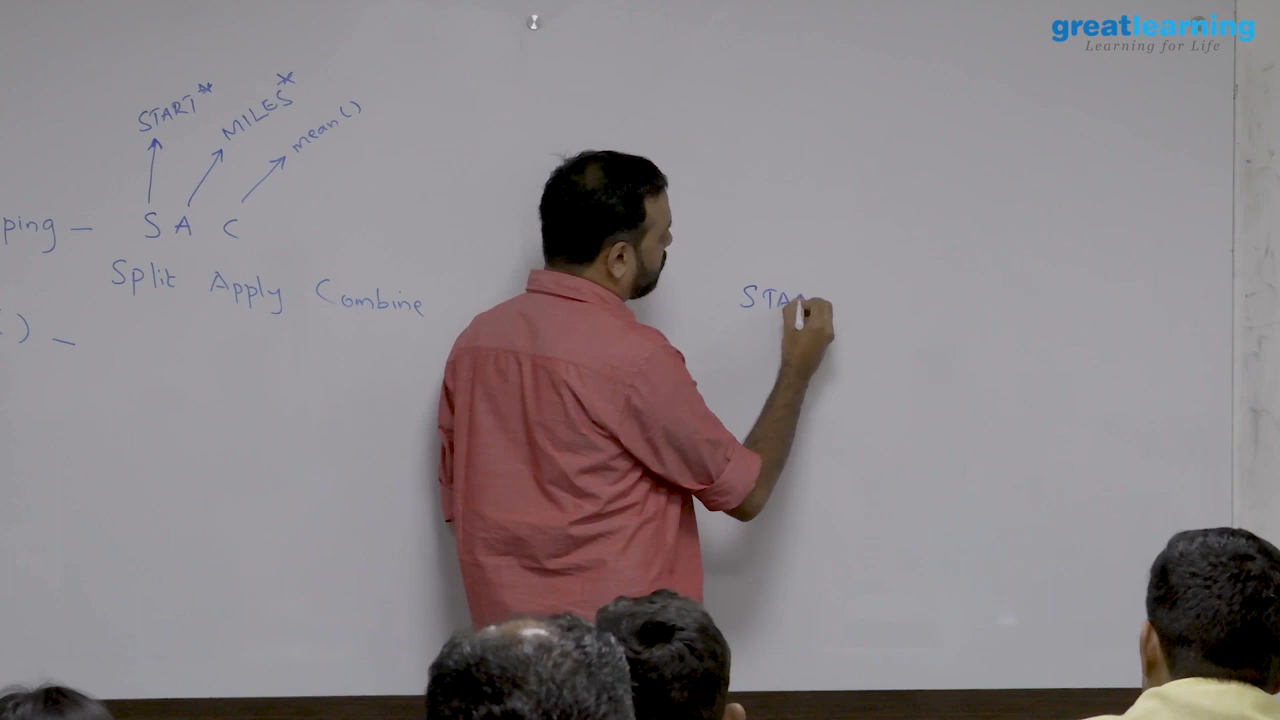 greatlearning
Learning for Life
START* MILES* mean()
ping - S A C
Split Apply Combine
) -
STA